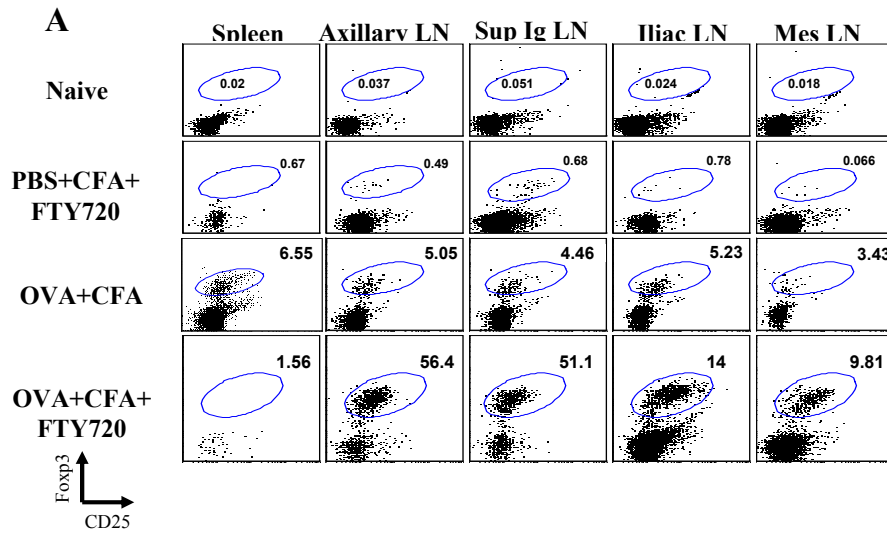 A
Spleen Axillary LN Sup Ig LN Iliac LN Mes LN
Naive 0.02 0.037 0.051 0.024 0.018
PBS+CFA+
FTY720
0.67 0.49 0.68 0.78 0.066
OVA+CFA 6.55 5.05 4.46 5.23 3.43
OVA+CFA+
FTY720
1.56 56.4 51.1 14 9.81
Foxp3
CD25